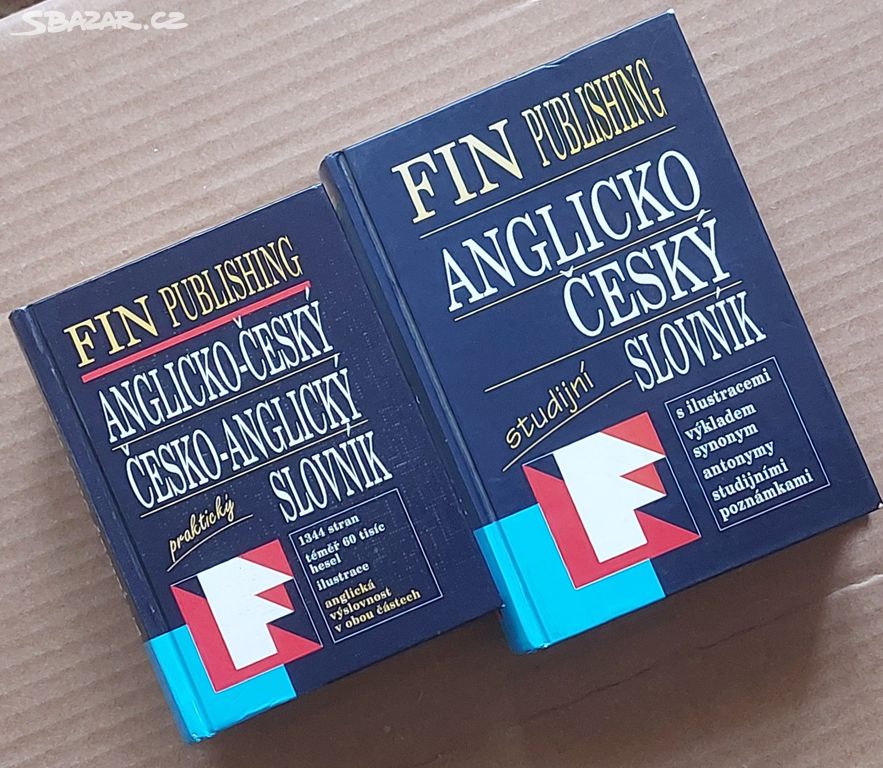 SBAZAR.CZ
FIN PUBLISHING
ANGLICKO-ČESKÝ
ČESKO-ANGLICKÝ
praktický
SLOVNÍK
1344 stran
téměř 60 tisíc
hesel
ilustrace
anglická
výslovnost
v obou částech
FIN PUBLISHING
ANGLICKO
ČESKÝ
studijní
SLOVNÍK
s ilustracemi
výkladem
synonymy
antonymy
studijními
poznámkami